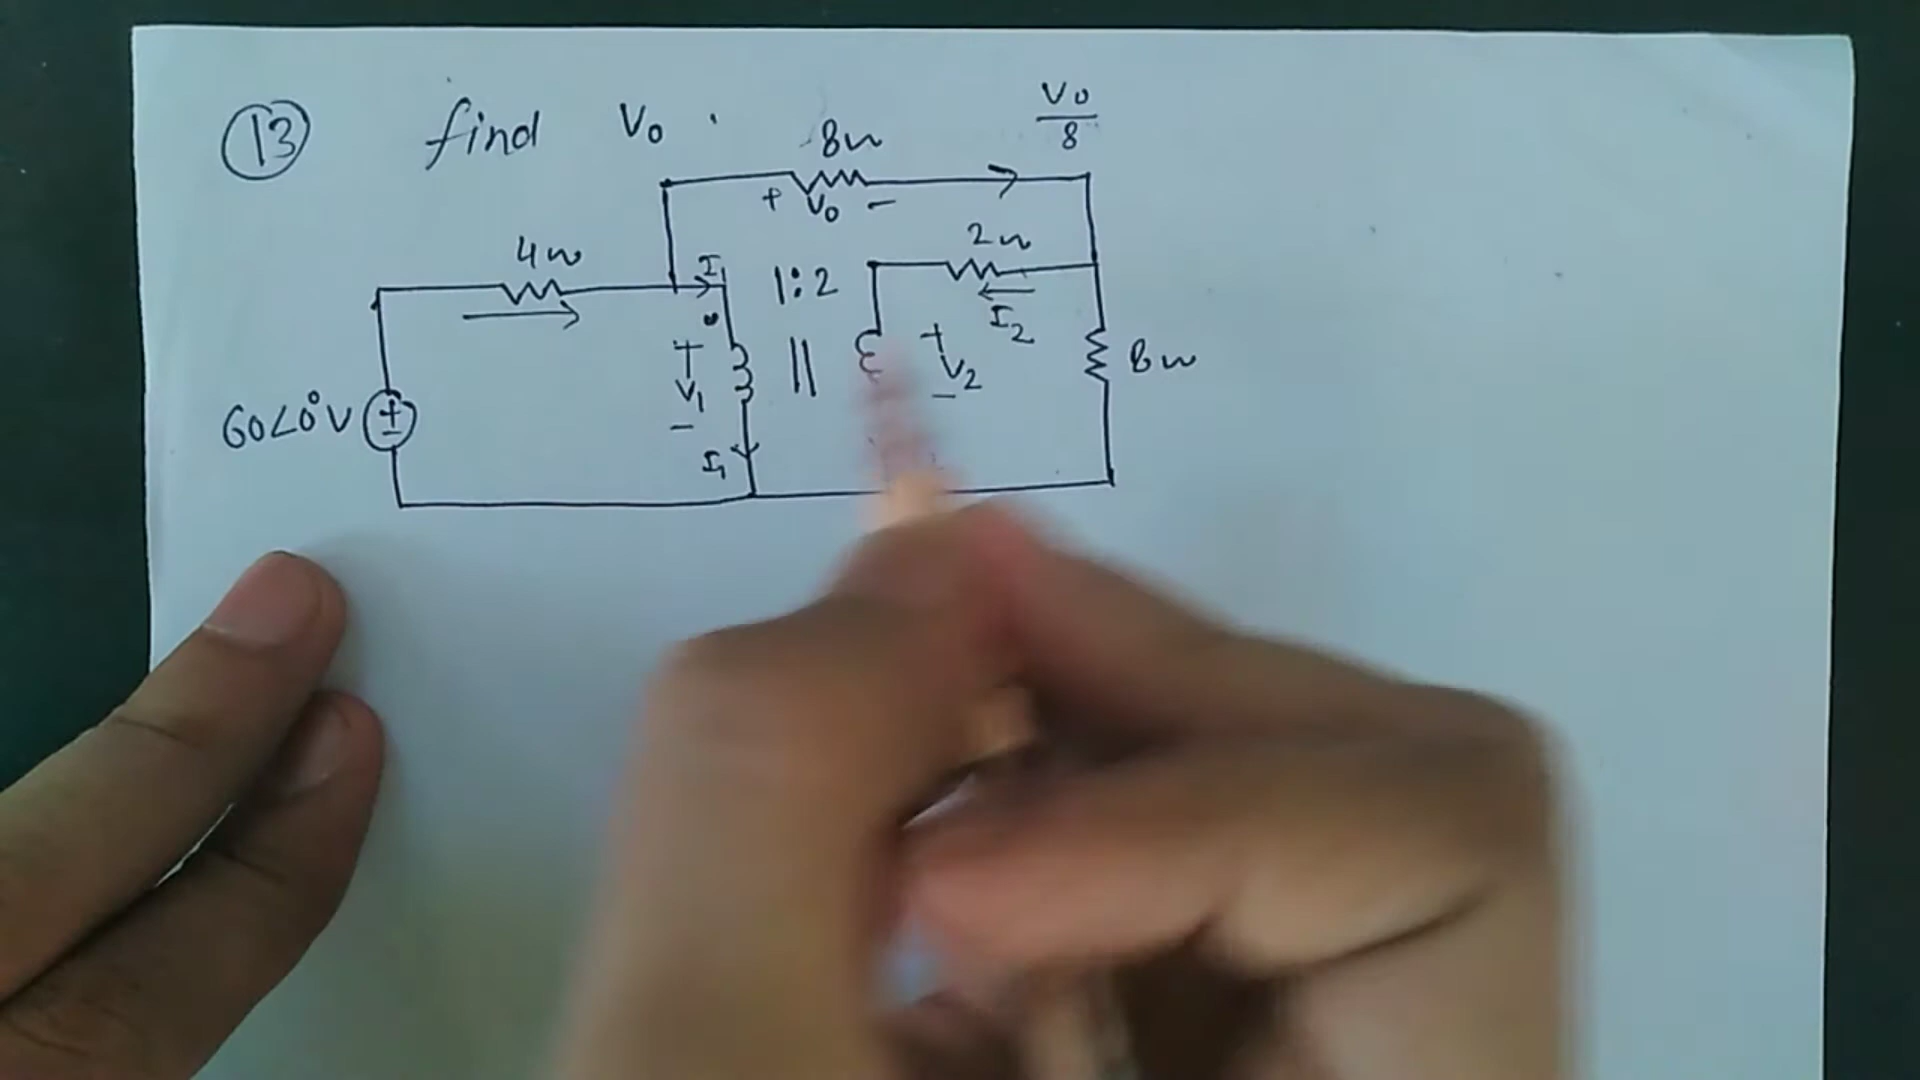 13 find V₀ .
V₀
8
8ω
+ V₀ −
4ω
I₁
1:2
2ω
I₂
+
V₁
−
+
V₂
−
8ω
60∠0°V
+
−
I₁